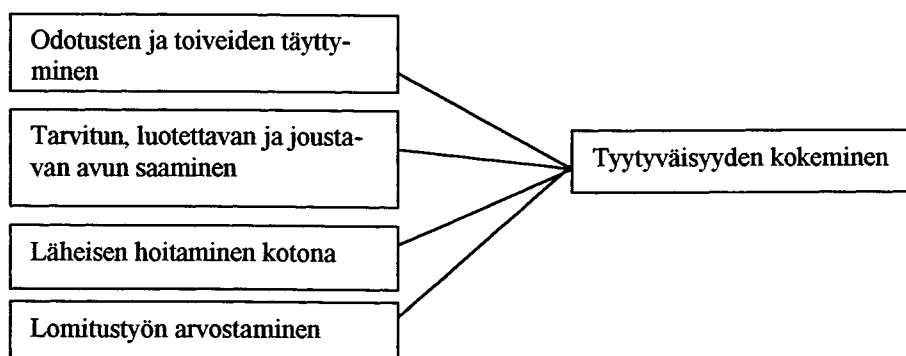 Odotusten ja toiveiden täytty-
minen
Tarvitun, luotettavan ja jousta-
van avun saaminen
Tyytyväisyyden kokeminen
Läheisen hoitaminen kotona
Lomitustyön arvostaminen